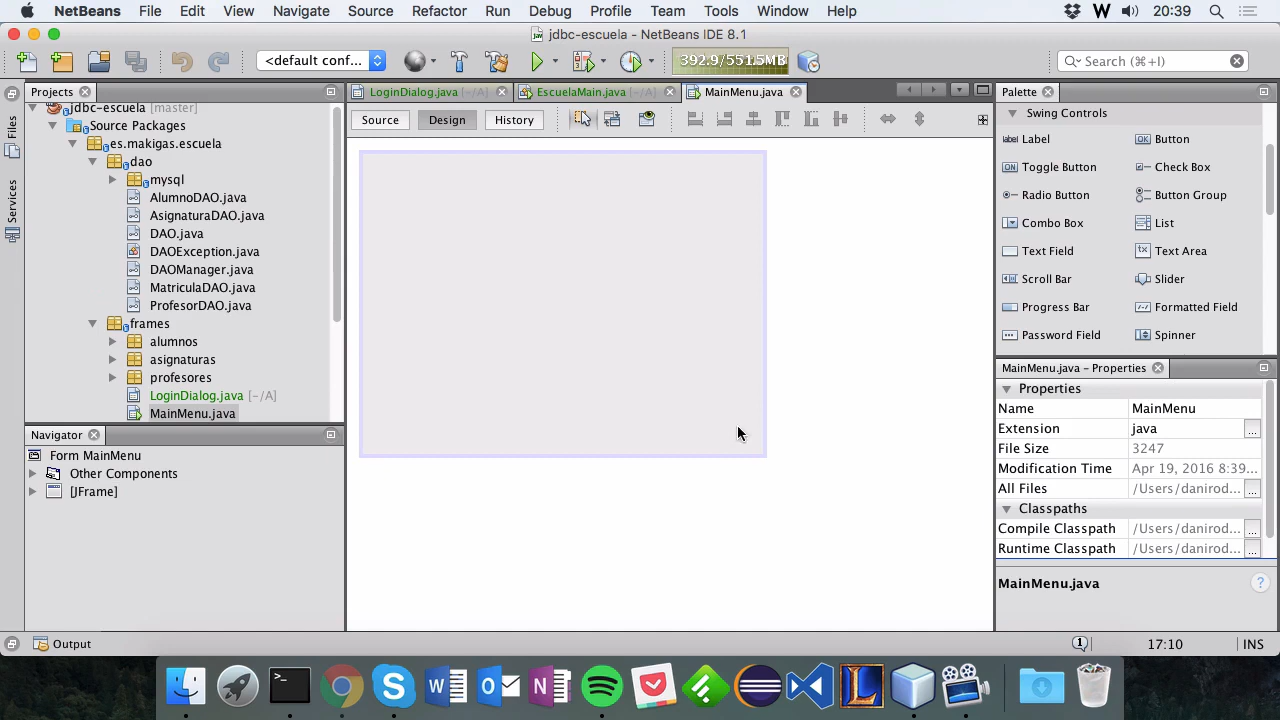 NetBeans File Edit View Navigate Source Refactor Run Debug Profile Team Tools Window Help W 20:39
jdbc-escuela - NetBeans IDE 8.1
<default conf... 392.9/551.5MB Search (⌘+I)
Projects LoginDialog.java [-/A] EscuelaMain.java [-/A] MainMenu.java Palette
Files
Services
jdbc-escuela [master]
Source Packages
es.makigas.escuela
dao
mysql
AlumnoDAO.java
AsignaturaDAO.java
DAO.java
DAOException.java
DAOManager.java
MatriculaDAO.java
ProfesorDAO.java
frames
alumnos
asignaturas
profesores
LoginDialog.java [-/A]
MainMenu.java
Navigator
Form MainMenu
Other Components
[JFrame]
Source Design History
Swing Controls
Label Button
Toggle Button Check Box
Radio Button Button Group
Combo Box List
Text Field Text Area
Scroll Bar Slider
Progress Bar Formatted Field
Password Field Spinner
MainMenu.java - Properties
Properties
Name MainMenu
Extension java ...
File Size 3247
Modification Time Apr 19, 2016 8:39...
All Files /Users/danirod... ...
Classpaths
Compile Classpath /Users/danirod... ...
Runtime Classpath /Users/danirod... ...
MainMenu.java ?
Output 1 17:10 INS
>_ S W O N L